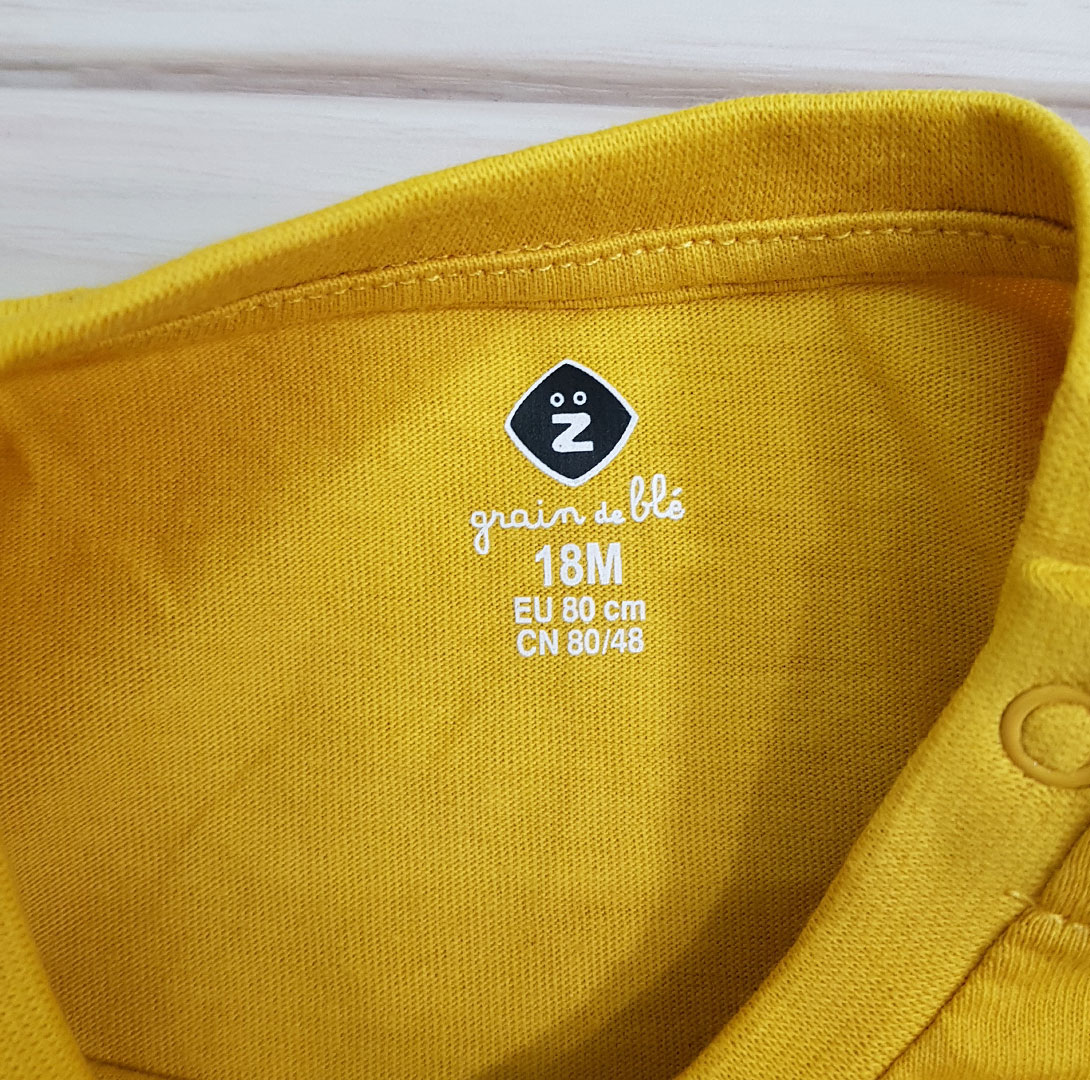 z̈
grain de blé
18M
EU 80 cm
CN 80/48